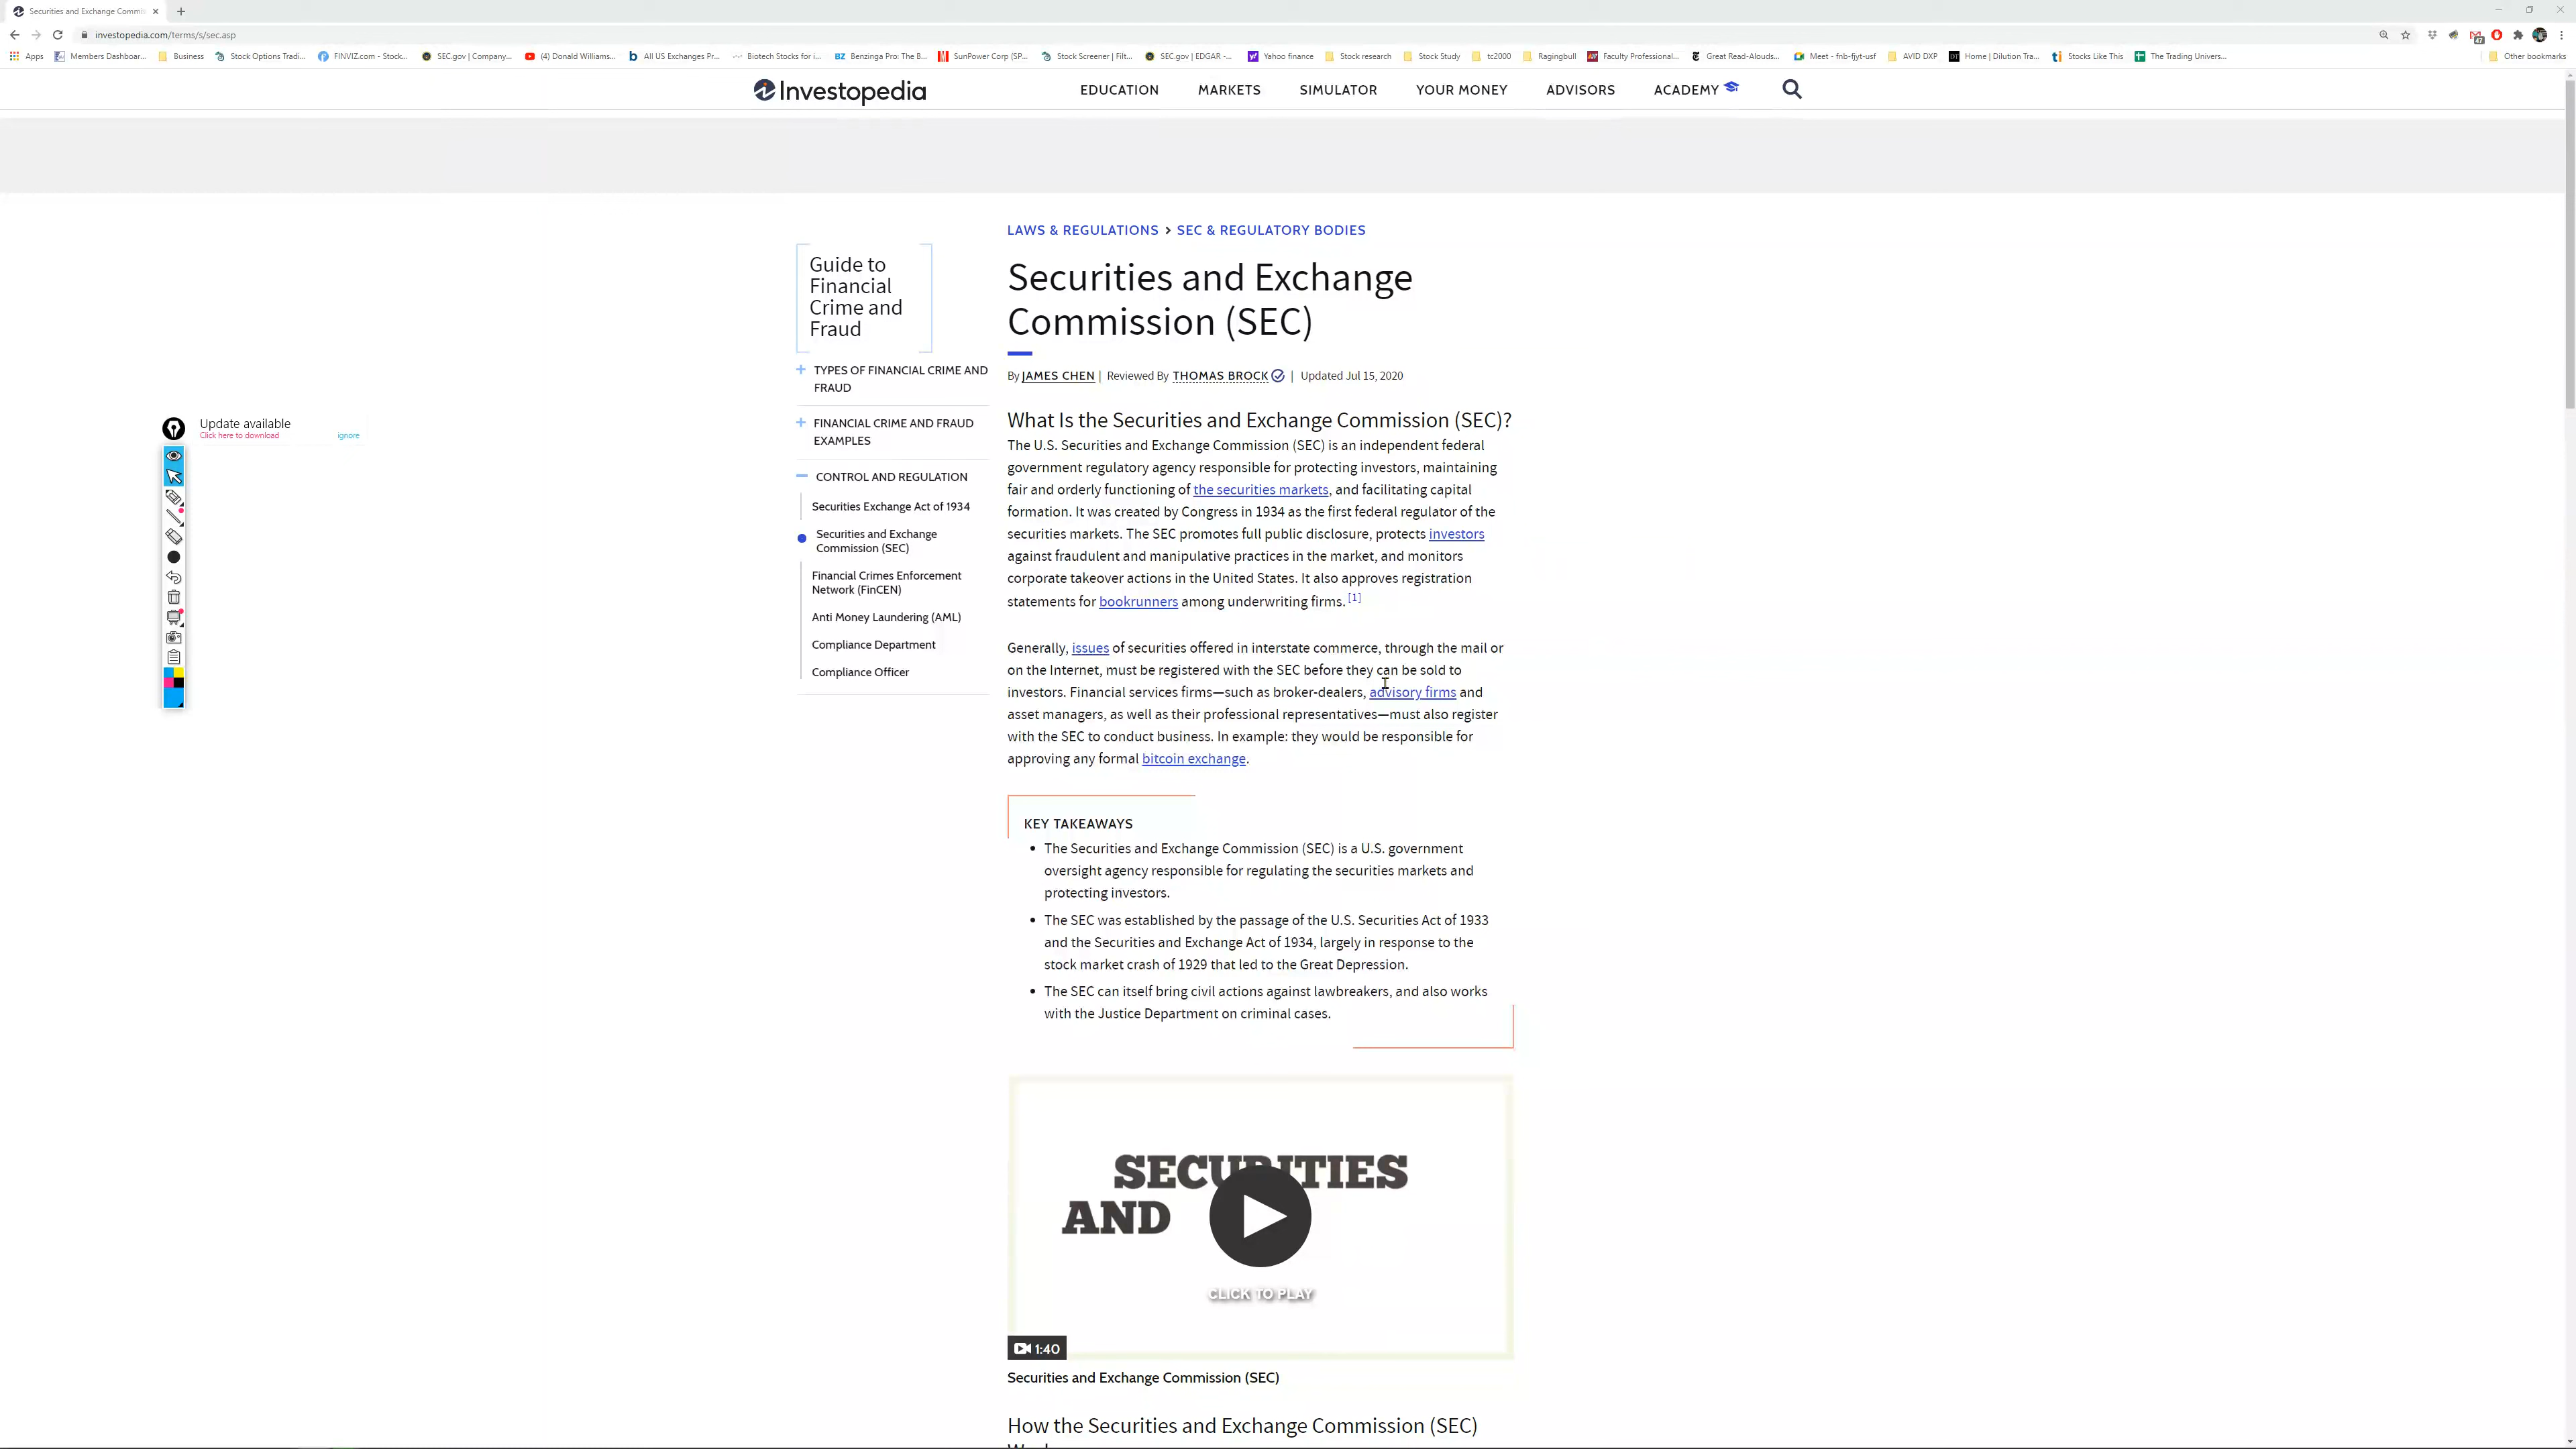 Securities and Exchange Commi
investopedia.com/terms/s/sec.asp
Apps
Members Dashboar...
Business
Stock Options Tradi...
FINVIZ.com - Stock...
SEC.gov | Company...
(4) Donald Williams...
All US Exchanges Pr...
Biotech Stocks for i...
Benzinga Pro: The B...
SunPower Corp (SP...
Stock Screener | Filt...
SEC.gov | EDGAR -...
Yahoo finance
Stock research
Stock Study
tc2000
Ragingbull
Faculty Professional...
Great Read-Alouds...
Meet - fnb-fjyt-usf
AVID DXP
Home | Dilution Tra...
Stocks Like This
The Trading Univers...
Other bookmarks
Investopedia
EDUCATION
MARKETS
SIMULATOR
YOUR MONEY
ADVISORS
ACADEMY
LAWS & REGULATIONS > SEC & REGULATORY BODIES
Guide to
Financial
Crime and
Fraud
TYPES OF FINANCIAL CRIME AND
FRAUD
FINANCIAL CRIME AND FRAUD
EXAMPLES
CONTROL AND REGULATION
Securities Exchange Act of 1934
Securities and Exchange
Commission (SEC)
Financial Crimes Enforcement
Network (FinCEN)
Anti Money Laundering (AML)
Compliance Department
Compliance Officer
Update available
Click here to download
ignore
Securities and Exchange
Commission (SEC)
By JAMES CHEN | Reviewed By THOMAS BROCK | Updated Jul 15, 2020
What Is the Securities and Exchange Commission (SEC)?
The U.S. Securities and Exchange Commission (SEC) is an independent federal
government regulatory agency responsible for protecting investors, maintaining
fair and orderly functioning of the securities markets, and facilitating capital
formation. It was created by Congress in 1934 as the first federal regulator of the
securities markets. The SEC promotes full public disclosure, protects investors
against fraudulent and manipulative practices in the market, and monitors
corporate takeover actions in the United States. It also approves registration
statements for bookrunners among underwriting firms. [1]
Generally, issues of securities offered in interstate commerce, through the mail or
on the Internet, must be registered with the SEC before they can be sold to
investors. Financial services firms—such as broker-dealers, advisory firms and
asset managers, as well as their professional representatives—must also register
with the SEC to conduct business. In example: they would be responsible for
approving any formal bitcoin exchange.
KEY TAKEAWAYS
• The Securities and Exchange Commission (SEC) is a U.S. government
oversight agency responsible for regulating the securities markets and
protecting investors.
• The SEC was established by the passage of the U.S. Securities Act of 1933
and the Securities and Exchange Act of 1934, largely in response to the
stock market crash of 1929 that led to the Great Depression.
• The SEC can itself bring civil actions against lawbreakers, and also works
with the Justice Department on criminal cases.
SECURITIES
AND
CLICK TO PLAY
1:40
Securities and Exchange Commission (SEC)
How the Securities and Exchange Commission (SEC)